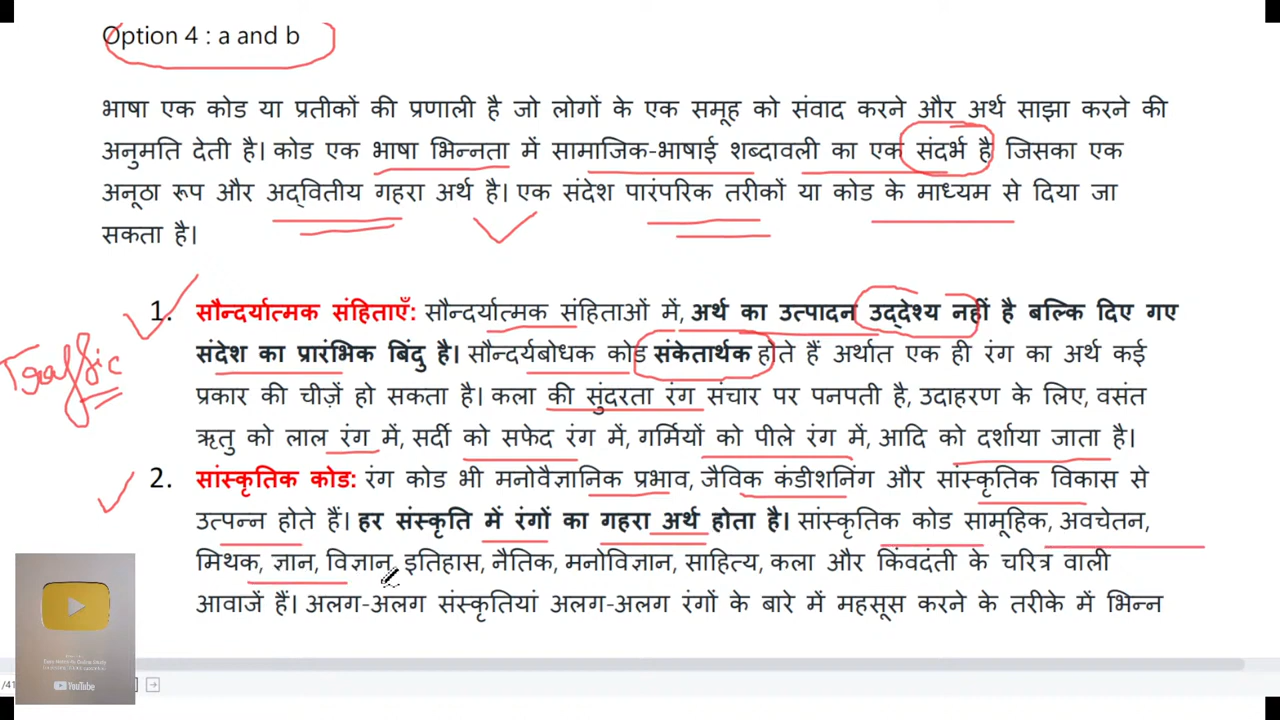 Option 4 : a and b
भाषा एक कोड या प्रतीकों की प्रणाली है जो लोगों के एक समूह को संवाद करने और अर्थ साझा करने की
अनुमति देती है। कोड एक भाषा भिन्नता में सामाजिक-भाषाई शब्दावली का एक संदर्भ है जिसका एक
अनूठा रूप और अद्वितीय गहरा अर्थ है। एक संदेश पारंपरिक तरीकों या कोड के माध्यम से दिया जा
सकता है।
1. सौन्दर्यात्मक संहिताएँ: सौन्दर्यात्मक संहिताओं में, अर्थ का उत्पादन उद्देश्य नहीं है बल्कि दिए गए
संदेश का प्रारंभिक बिंदु है। सौन्दर्यबोधक कोड संकेतार्थक होते हैं अर्थात एक ही रंग का अर्थ कई
Traffic
प्रकार की चीज़ें हो सकता है। कला की सुंदरता रंग संचार पर पनपती है, उदाहरण के लिए, वसंत
ऋतु को लाल रंग में, सर्दी को सफेद रंग में, गर्मियों को पीले रंग में, आदि को दर्शाया जाता है।
2. सांस्कृतिक कोड: रंग कोड भी मनोवैज्ञानिक प्रभाव, जैविक कंडीशनिंग और सांस्कृतिक विकास से
उत्पन्न होते हैं। हर संस्कृति में रंगों का गहरा अर्थ होता है। सांस्कृतिक कोड सामूहिक, अवचेतन,
मिथक, ज्ञान, विज्ञान, इतिहास, नैतिक, मनोविज्ञान, साहित्य, कला और किंवदंती के चरित्र वाली
आवाजें हैं। अलग-अलग संस्कृतियां अलग-अलग रंगों के बारे में महसूस करने के तरीके में भिन्न
YouTube
/41